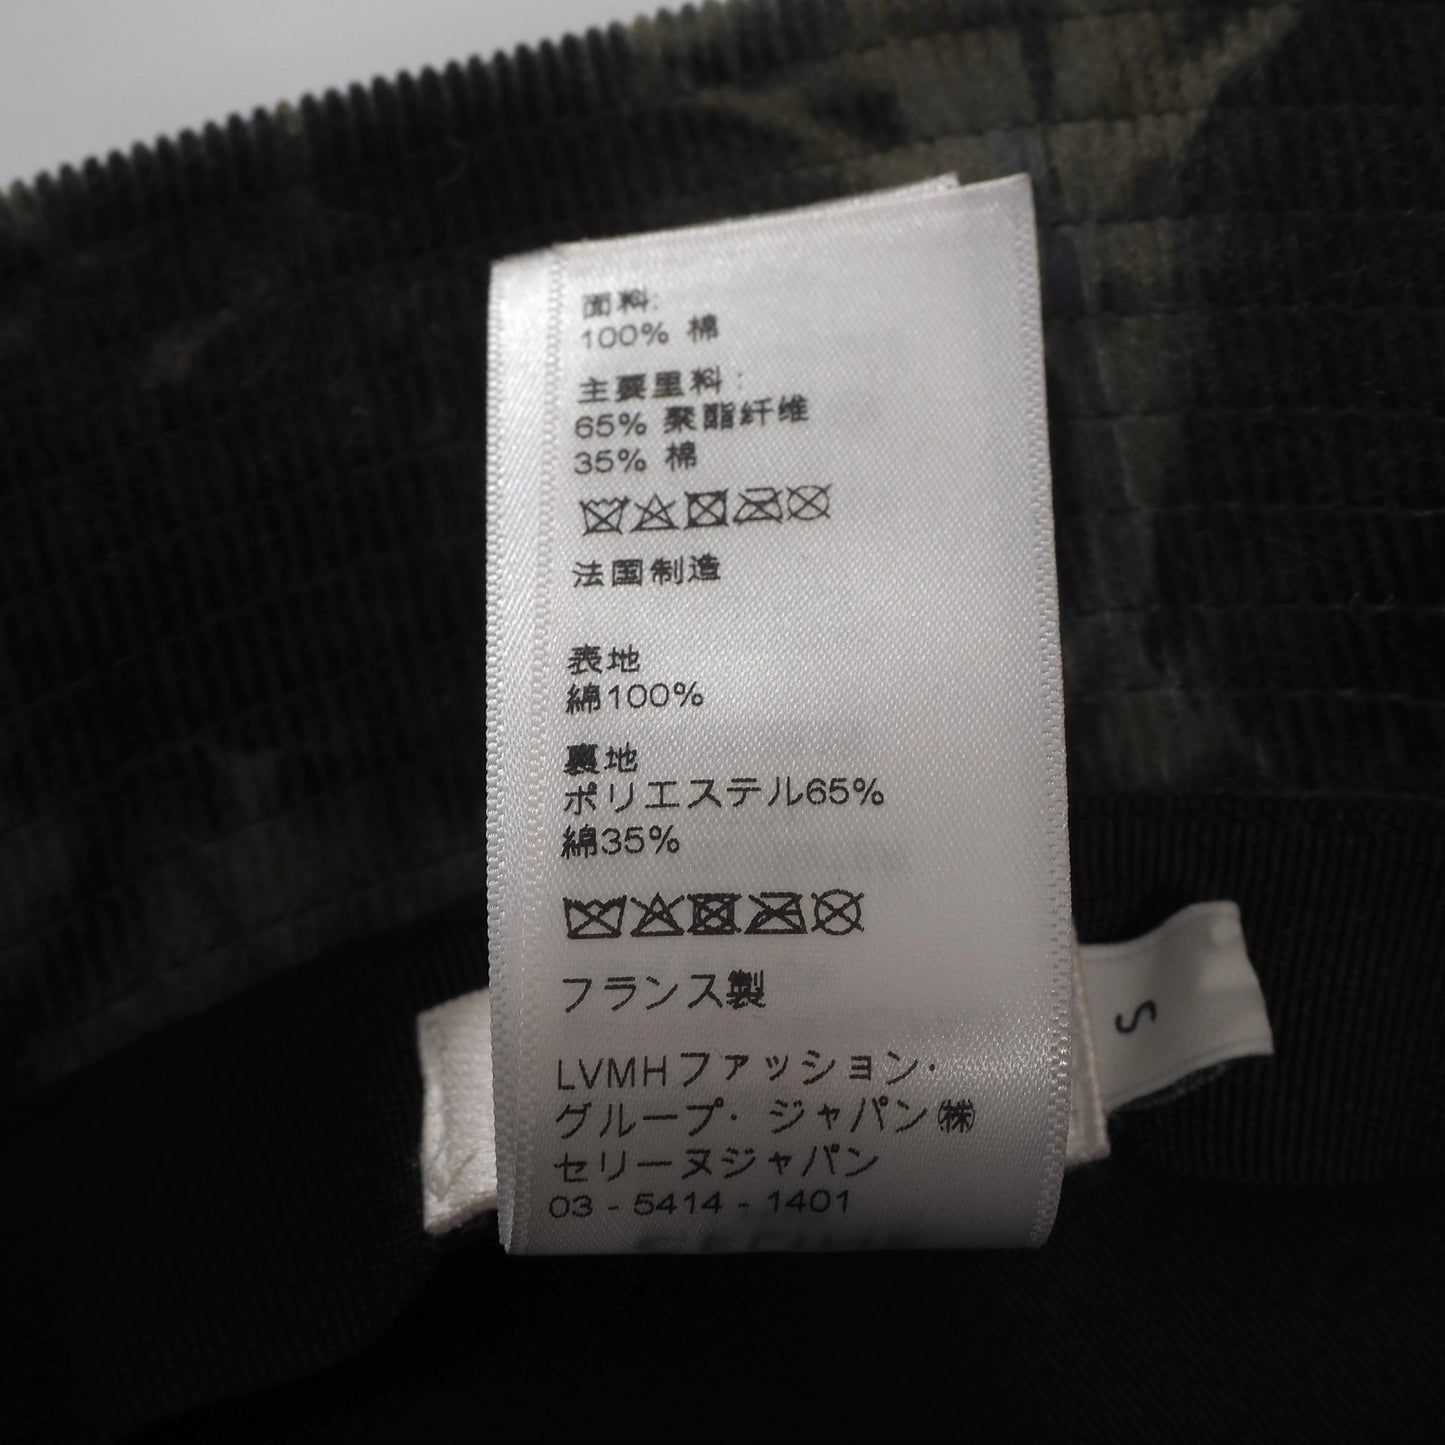 面料:
100% 棉
主要里料:
65% 聚酯纤维
35% 棉
法国制造
表地
綿100%
裏地
ポリエステル65%
綿35%
フランス製
LVMHファッション・
グループ・ジャパン㈱
セリーヌジャパン
03 - 5414 - 1401
S